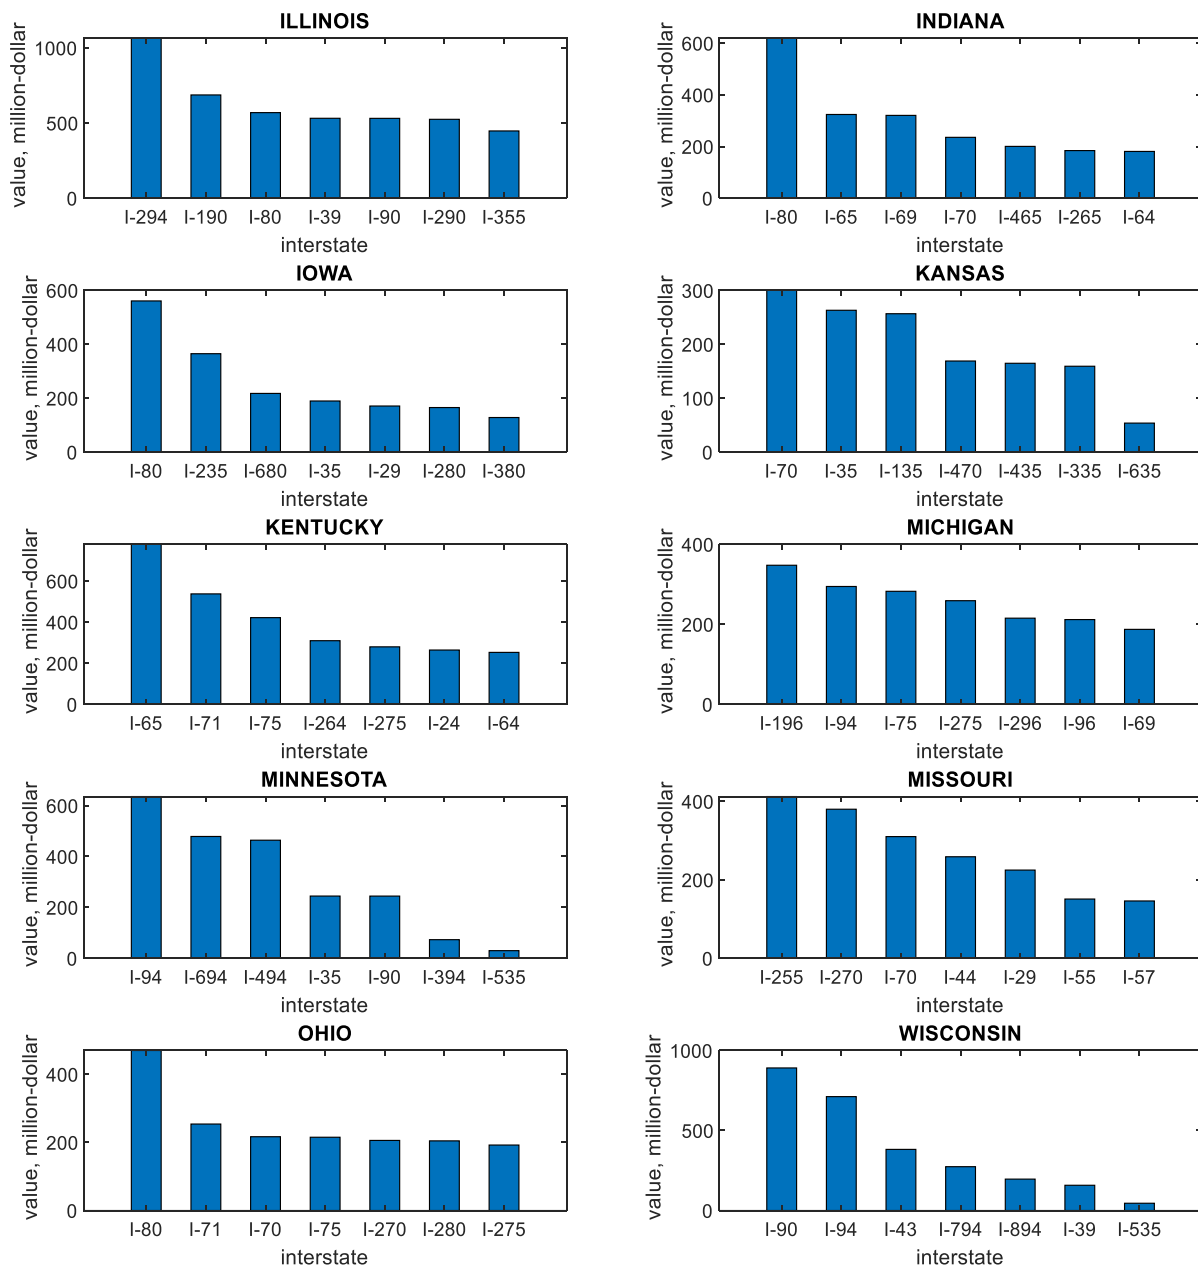 ILLINOIS
value, million-dollar
1000
500
0
I-294 I-190 I-80 I-39 I-90 I-290 I-355
interstate
INDIANA
value, million-dollar
600
400
200
0
I-80 I-65 I-69 I-70 I-465 I-265 I-64
interstate
IOWA
value, million-dollar
600
400
200
0
I-80 I-235 I-680 I-35 I-29 I-280 I-380
interstate
KANSAS
value, million-dollar
300
200
100
0
I-70 I-35 I-135 I-470 I-435 I-335 I-635
interstate
KENTUCKY
value, million-dollar
600
400
200
0
I-65 I-71 I-75 I-264 I-275 I-24 I-64
interstate
MICHIGAN
value, million-dollar
400
200
0
I-196 I-94 I-75 I-275 I-296 I-96 I-69
interstate
MINNESOTA
value, million-dollar
600
400
200
0
I-94 I-694 I-494 I-35 I-90 I-394 I-535
interstate
MISSOURI
value, million-dollar
400
200
0
I-255 I-270 I-70 I-44 I-29 I-55 I-57
interstate
OHIO
value, million-dollar
400
200
0
I-80 I-71 I-70 I-75 I-270 I-280 I-275
interstate
WISCONSIN
value, million-dollar
1000
500
0
I-90 I-94 I-43 I-794 I-894 I-39 I-535
interstate